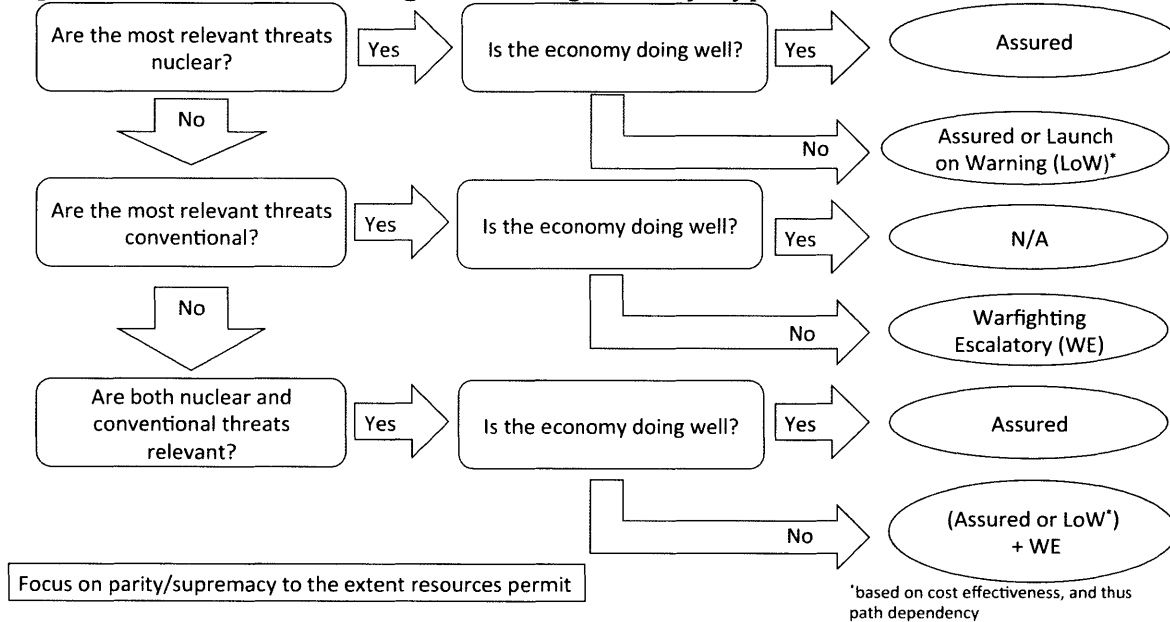 Are the most relevant threats
nuclear?
Yes
Is the economy doing well?
Yes
Assured
No
No
Assured or Launch
on Warning (LoW)*
Are the most relevant threats
conventional?
Yes
Is the economy doing well?
Yes
N/A
No
No
Warfighting
Escalatory (WE)
Are both nuclear and
conventional threats
relevant?
Yes
Is the economy doing well?
Yes
Assured
No
(Assured or LoW*)
+ WE
Focus on parity/supremacy to the extent resources permit
*based on cost effectiveness, and thus
path dependency